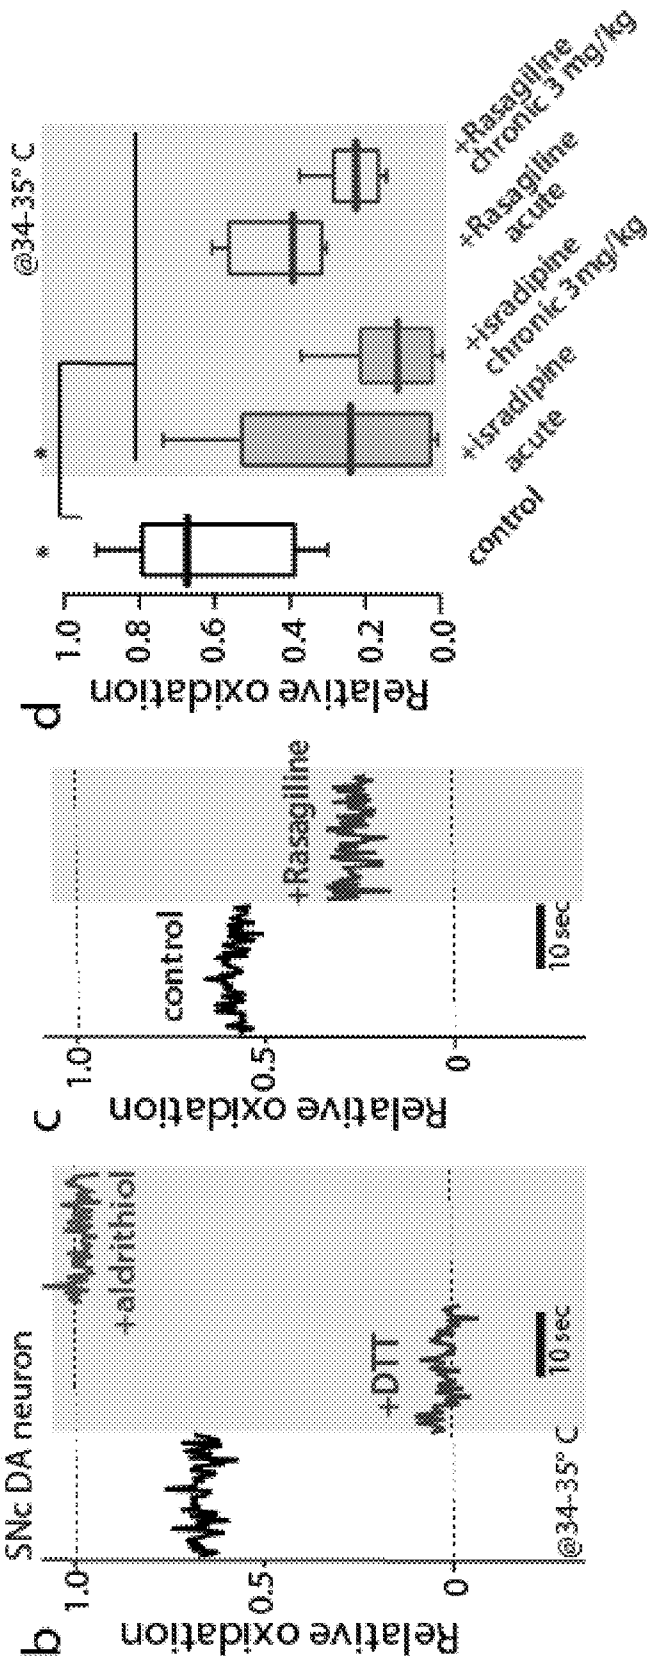 b
SNc DA neuron
Relative oxidation
1.0
0.5
0
+aldrithiol
+DTT
10 sec
@34-35° C
c
Relative oxidation
1.0
0.5
0
control
+Rasagiline
10 sec
d
@34-35° C
Relative oxidation
1.0
0.8
0.6
0.4
0.2
0.0
*
*
control
+isradipine
acute
+isradipine
chronic 3mg/kg
+Rasagiline
acute
+Rasagiline
chronic 3 mg/kg